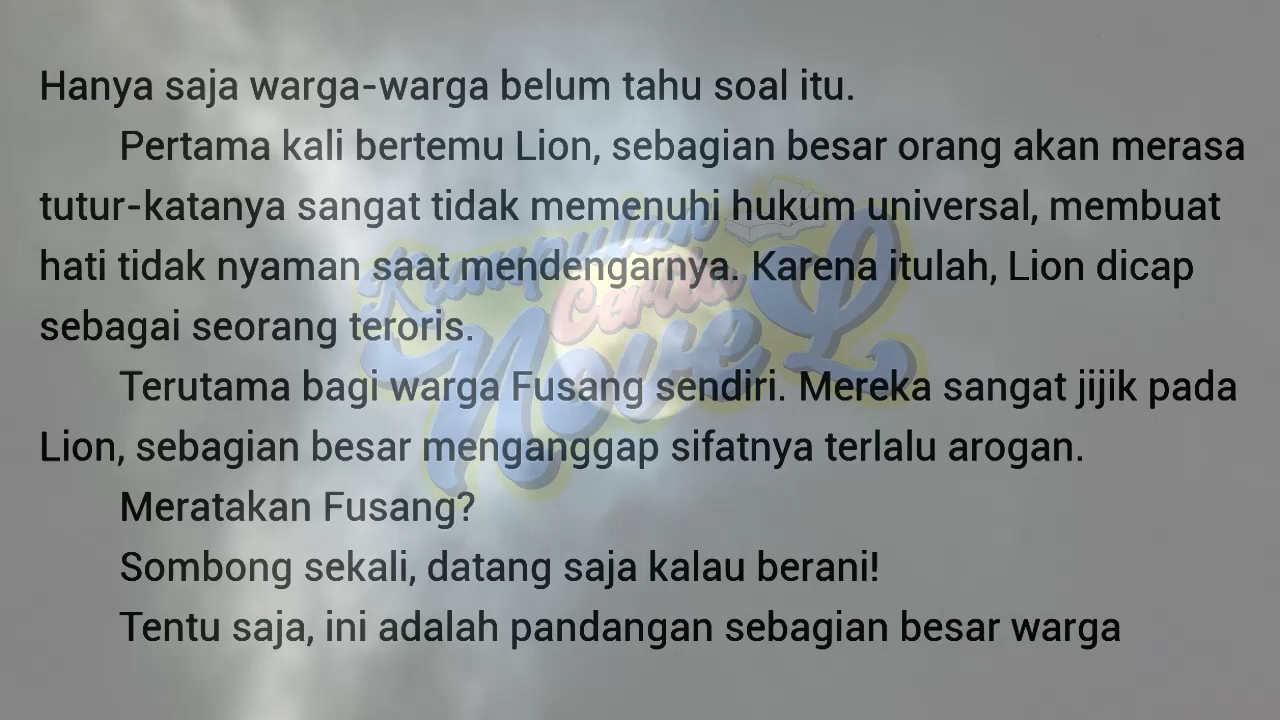 Hanya saja warga-warga belum tahu soal itu.
Pertama kali bertemu Lion, sebagian besar orang akan merasa
tutur-katanya sangat tidak memenuhi hukum universal, membuat
hati tidak nyaman saat mendengarnya. Karena itulah, Lion dicap
sebagai seorang teroris.
Terutama bagi warga Fusang sendiri. Mereka sangat jijik pada
Lion, sebagian besar menganggap sifatnya terlalu arogan.
Meratakan Fusang?
Sombong sekali, datang saja kalau berani!
Tentu saja, ini adalah pandangan sebagian besar warga
Kumpulan
Cerita
Novel